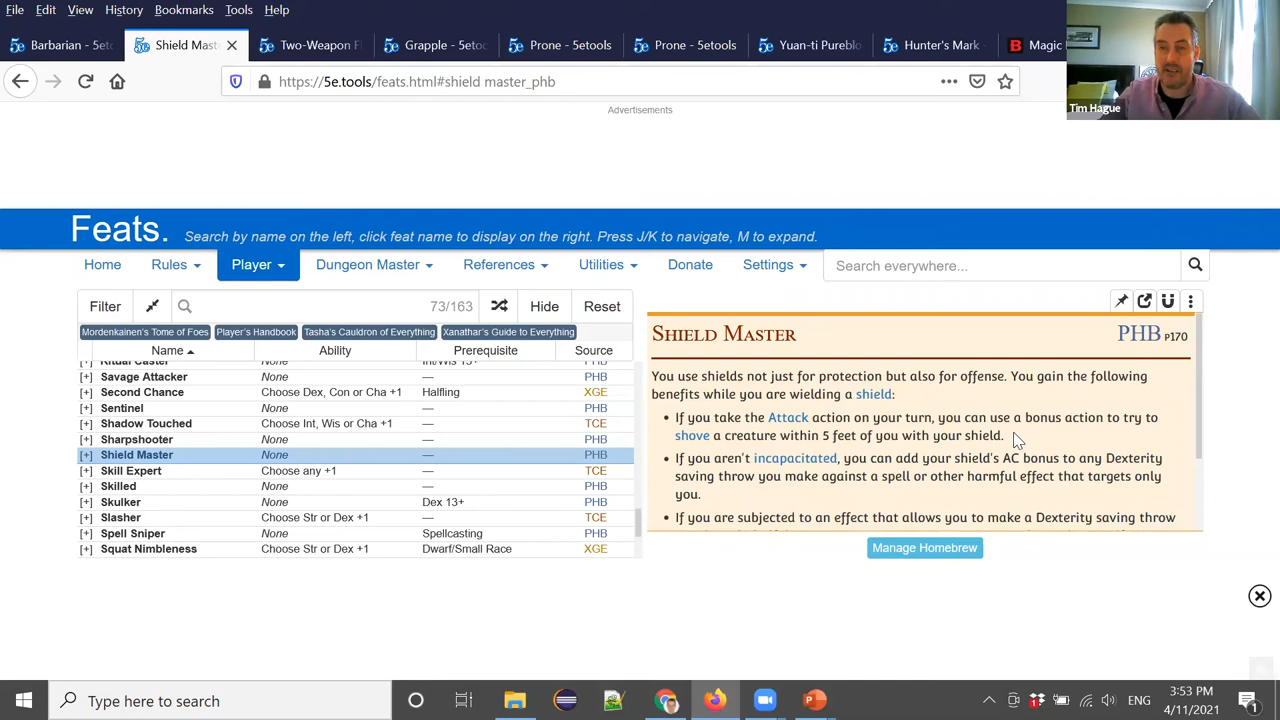 File Edit View History Bookmarks Tools Help
Barbarian - 5et
Shield Mast
Two-Weapon F
Grapple - 5eto
Prone - 5etools
Prone - 5etools
Yuan-ti Pureblo
Hunter's Mark
Magic
https://5e.tools/feats.html#shield master_phb
Tim Hague
Advertisements
Feats. Search by name on the left, click feat name to display on the right. Press J/K to navigate, M to expand.
Home Rules Player Dungeon Master References Utilities Donate Settings Search everywhere...
Filter 73/163 Hide Reset
Mordenkainen's Tome of Foes Player's Handbook Tasha's Cauldron of Everything Xanathar's Guide to Everything
Name Ability Prerequisite Source
[+] Ritual Caster None Int/Wis 13+ PHB
[+] Savage Attacker None — PHB
[+] Second Chance Choose Dex, Con or Cha +1 Halfling XGE
[+] Sentinel None — PHB
[+] Shadow Touched Choose Int, Wis or Cha +1 — TCE
[+] Sharpshooter None — PHB
[+] Shield Master None — PHB
[+] Skill Expert Choose any +1 — TCE
[+] Skilled None — PHB
[+] Skulker None Dex 13+ PHB
[+] Slasher Choose Str or Dex +1 — TCE
[+] Spell Sniper None Spellcasting PHB
[+] Squat Nimbleness Choose Str or Dex +1 Dwarf/Small Race XGE
Shield Master PHB p170
You use shields not just for protection but also for offense. You gain the following
benefits while you are wielding a shield:
• If you take the Attack action on your turn, you can use a bonus action to try to
shove a creature within 5 feet of you with your shield.
• If you aren't incapacitated, you can add your shield's AC bonus to any Dexterity
saving throw you make against a spell or other harmful effect that targets only
you.
• If you are subjected to an effect that allows you to make a Dexterity saving throw
Manage Homebrew
Type here to search
ENG
3:53 PM
4/11/2021
1
1